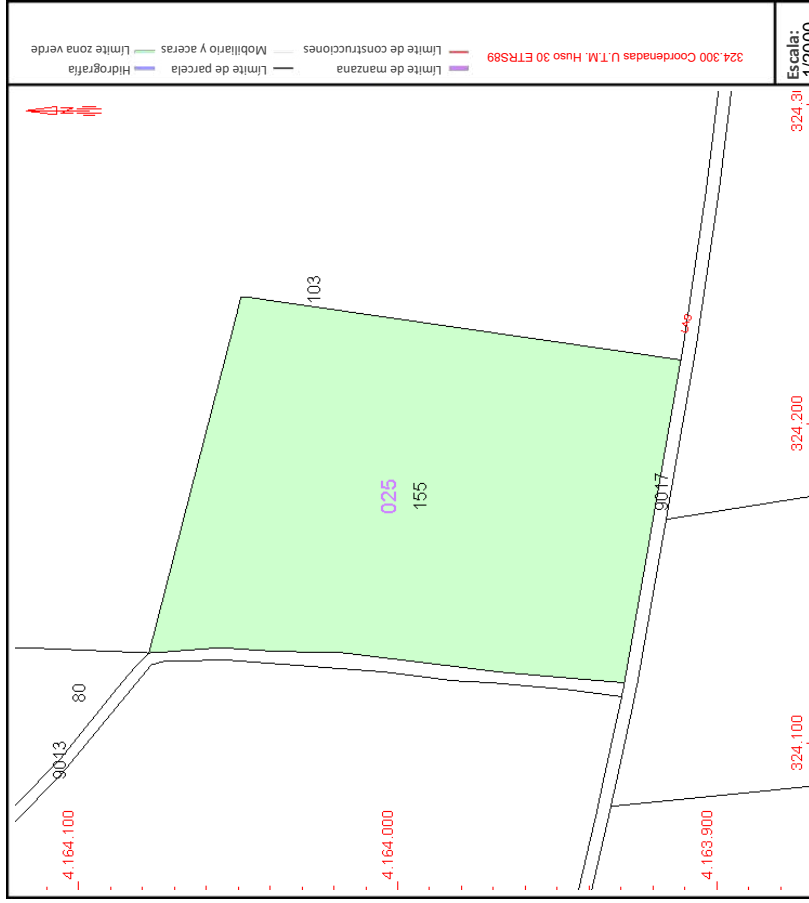 324.300 Coordenadas U.T.M. Huso 30 ETRS89
Límite de manzana
Límite de parcela
Hidrografía
Límite de construcciones
Mobiliario y aceras
Límite zona verde
Escala:
1/2000
N
103
025
155
80
9013
9017
324,200
324,100
4.164.100
4.164.000
4.163.900